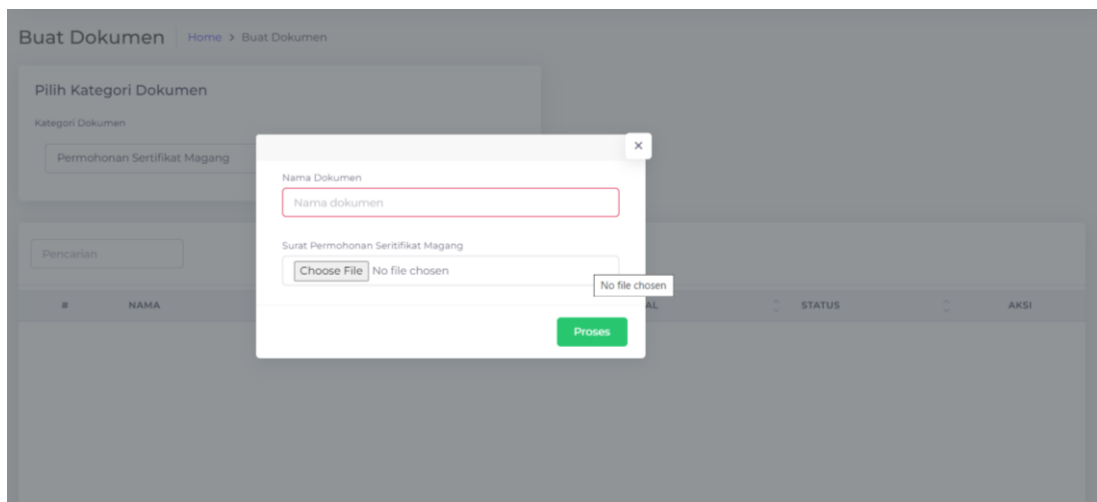 Buat Dokumen Home > Buat Dokumen
Pilih Kategori Dokumen
Kategori Dokumen
Permohonan Sertifikat Magang
×
Nama Dokumen
Nama dokumen
Surat Permohonan Seritifikat Magang
Choose File No file chosen
No file chosen
Proses
Pencarian
# NAMA AL STATUS AKSI